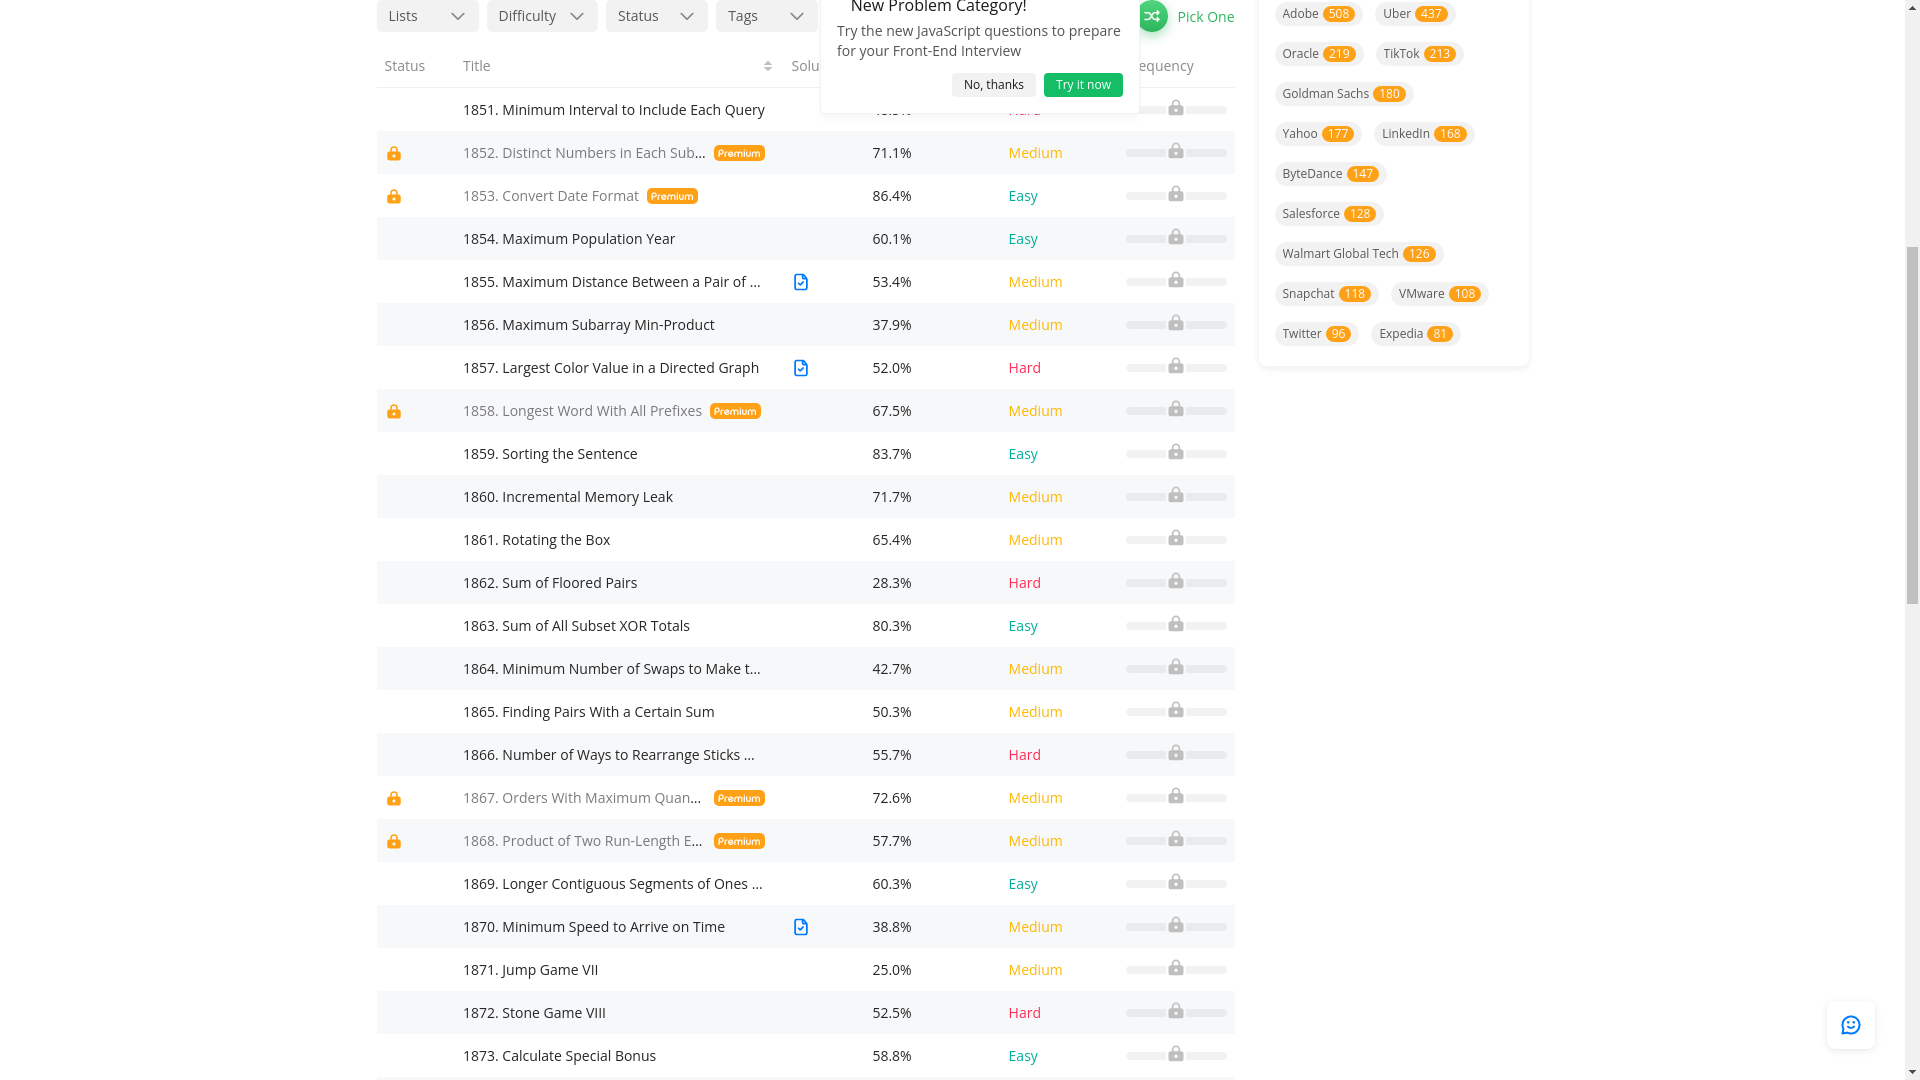 Lists
Difficulty
Status
Tags
New Problem Category!
Try the new JavaScript questions to prepare
for your Front-End Interview
No, thanks
Try it now
Pick One
Status
Title
Solu
equency
1851. Minimum Interval to Include Each Query
1852. Distinct Numbers in Each Sub... Premium 71.1% Medium
1853. Convert Date Format Premium 86.4% Easy
1854. Maximum Population Year 60.1% Easy
1855. Maximum Distance Between a Pair of ... 53.4% Medium
1856. Maximum Subarray Min-Product 37.9% Medium
1857. Largest Color Value in a Directed Graph 52.0% Hard
1858. Longest Word With All Prefixes Premium 67.5% Medium
1859. Sorting the Sentence 83.7% Easy
1860. Incremental Memory Leak 71.7% Medium
1861. Rotating the Box 65.4% Medium
1862. Sum of Floored Pairs 28.3% Hard
1863. Sum of All Subset XOR Totals 80.3% Easy
1864. Minimum Number of Swaps to Make t... 42.7% Medium
1865. Finding Pairs With a Certain Sum 50.3% Medium
1866. Number of Ways to Rearrange Sticks ... 55.7% Hard
1867. Orders With Maximum Quan... Premium 72.6% Medium
1868. Product of Two Run-Length E... Premium 57.7% Medium
1869. Longer Contiguous Segments of Ones ... 60.3% Easy
1870. Minimum Speed to Arrive on Time 38.8% Medium
1871. Jump Game VII 25.0% Medium
1872. Stone Game VIII 52.5% Hard
1873. Calculate Special Bonus 58.8% Easy
Adobe 508 Uber 437
Oracle 219 TikTok 213
Goldman Sachs 180
Yahoo 177 LinkedIn 168
ByteDance 147
Salesforce 128
Walmart Global Tech 126
Snapchat 118 VMware 108
Twitter 96 Expedia 81